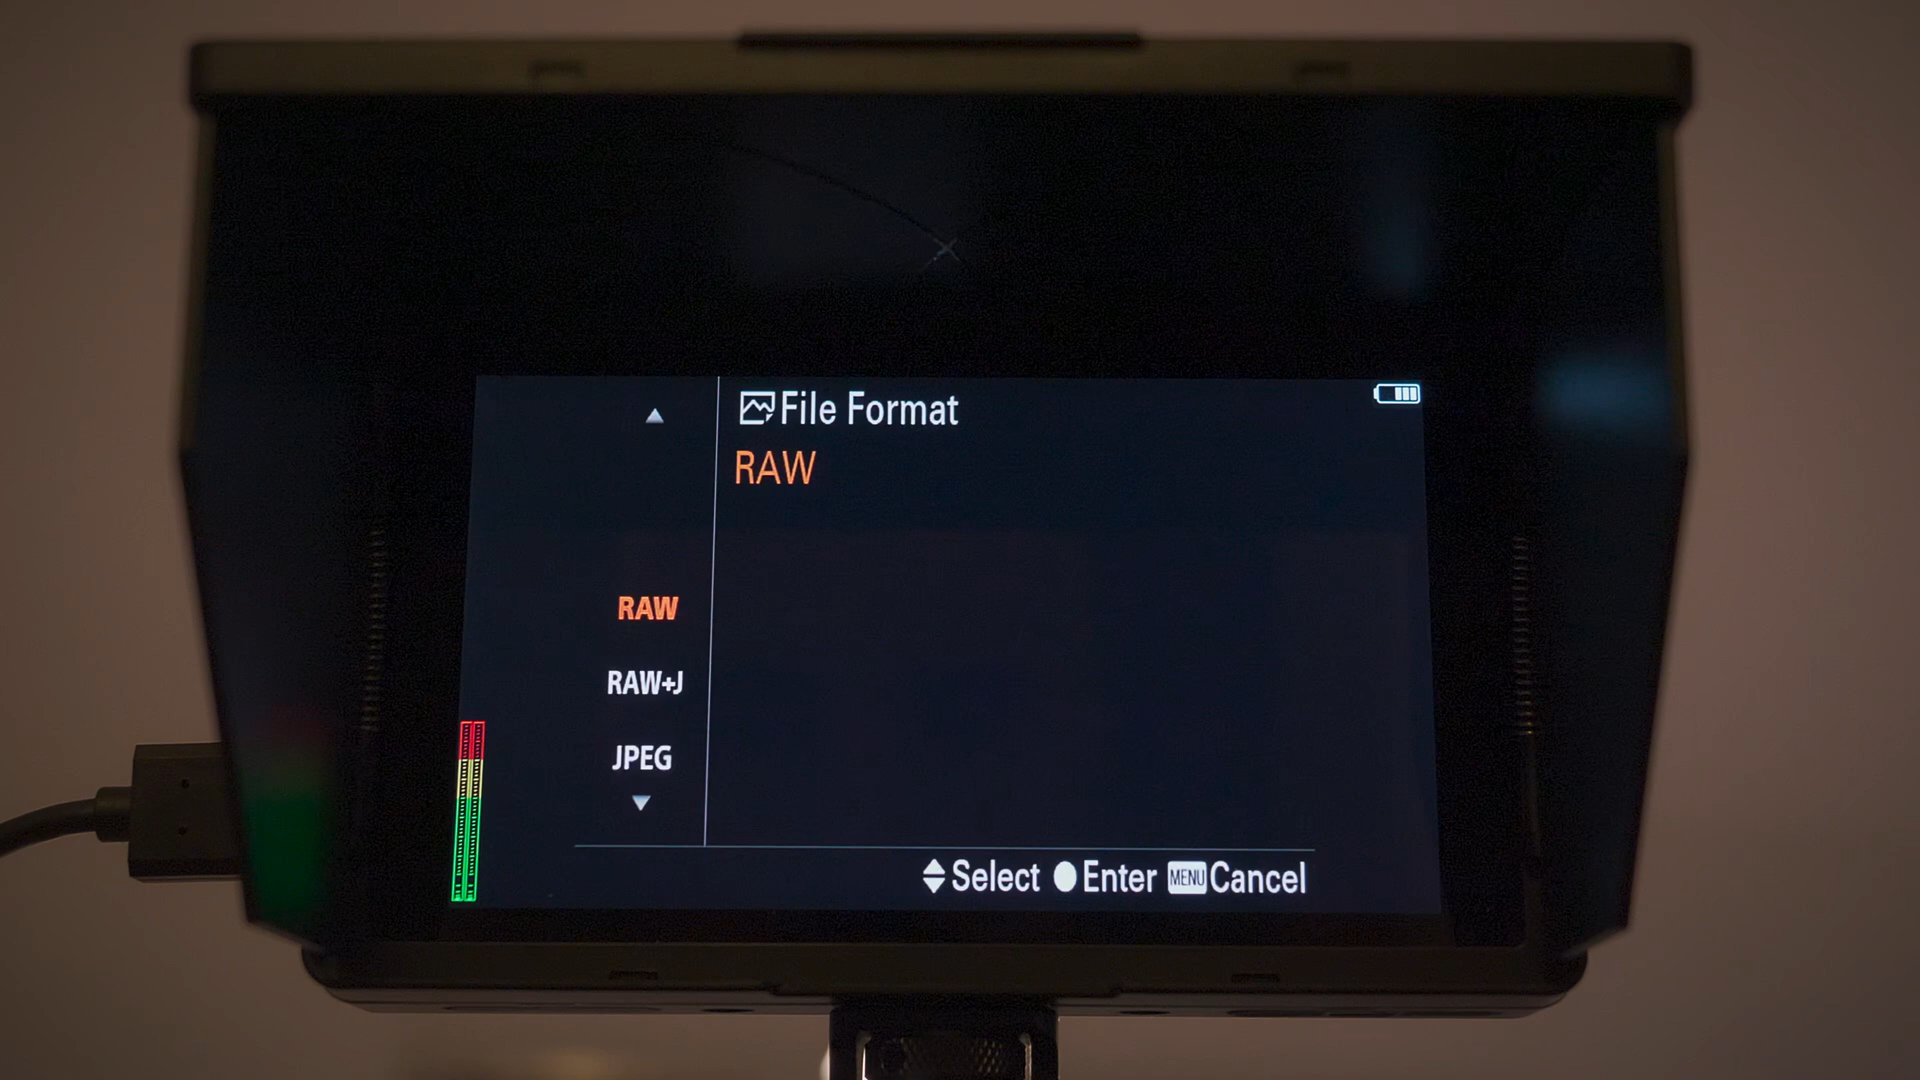 File Format
RAW
RAW
RAW+J
JPEG
Select Enter MENU Cancel